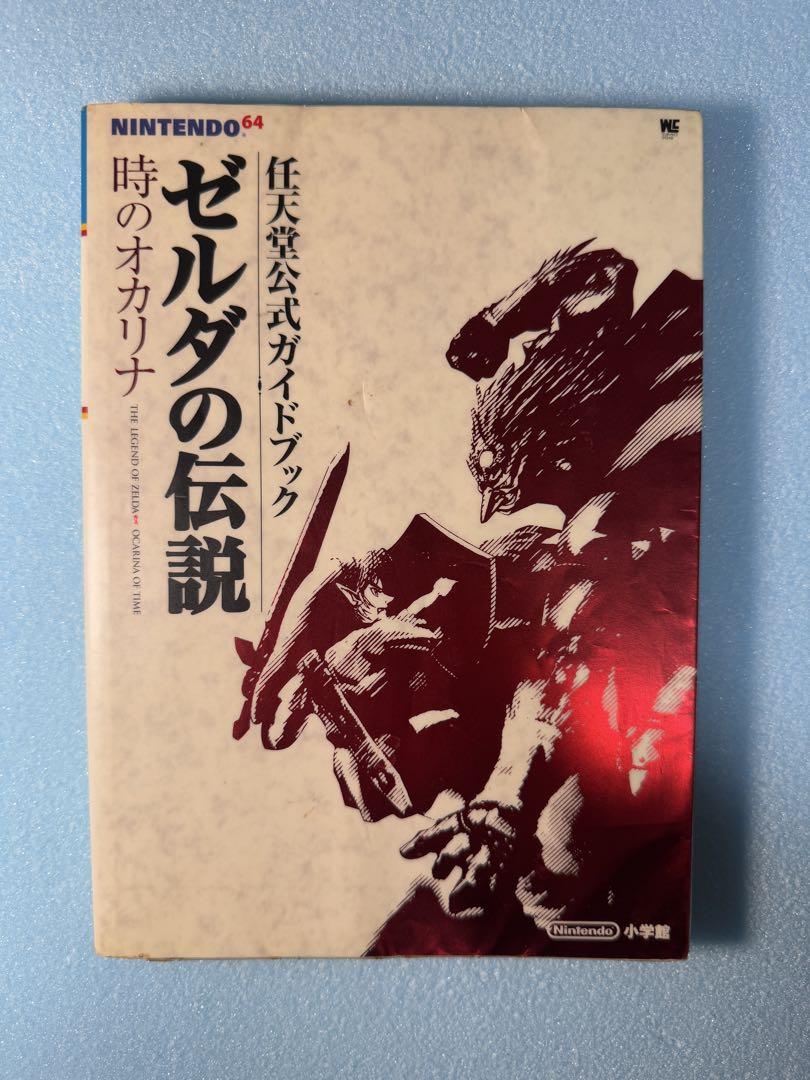 NINTENDO64
任天堂公式ガイドブック
ゼルダの伝説
時のオカリナ
THE LEGEND OF ZELDA OCARINA OF TIME
Nintendo 小学館